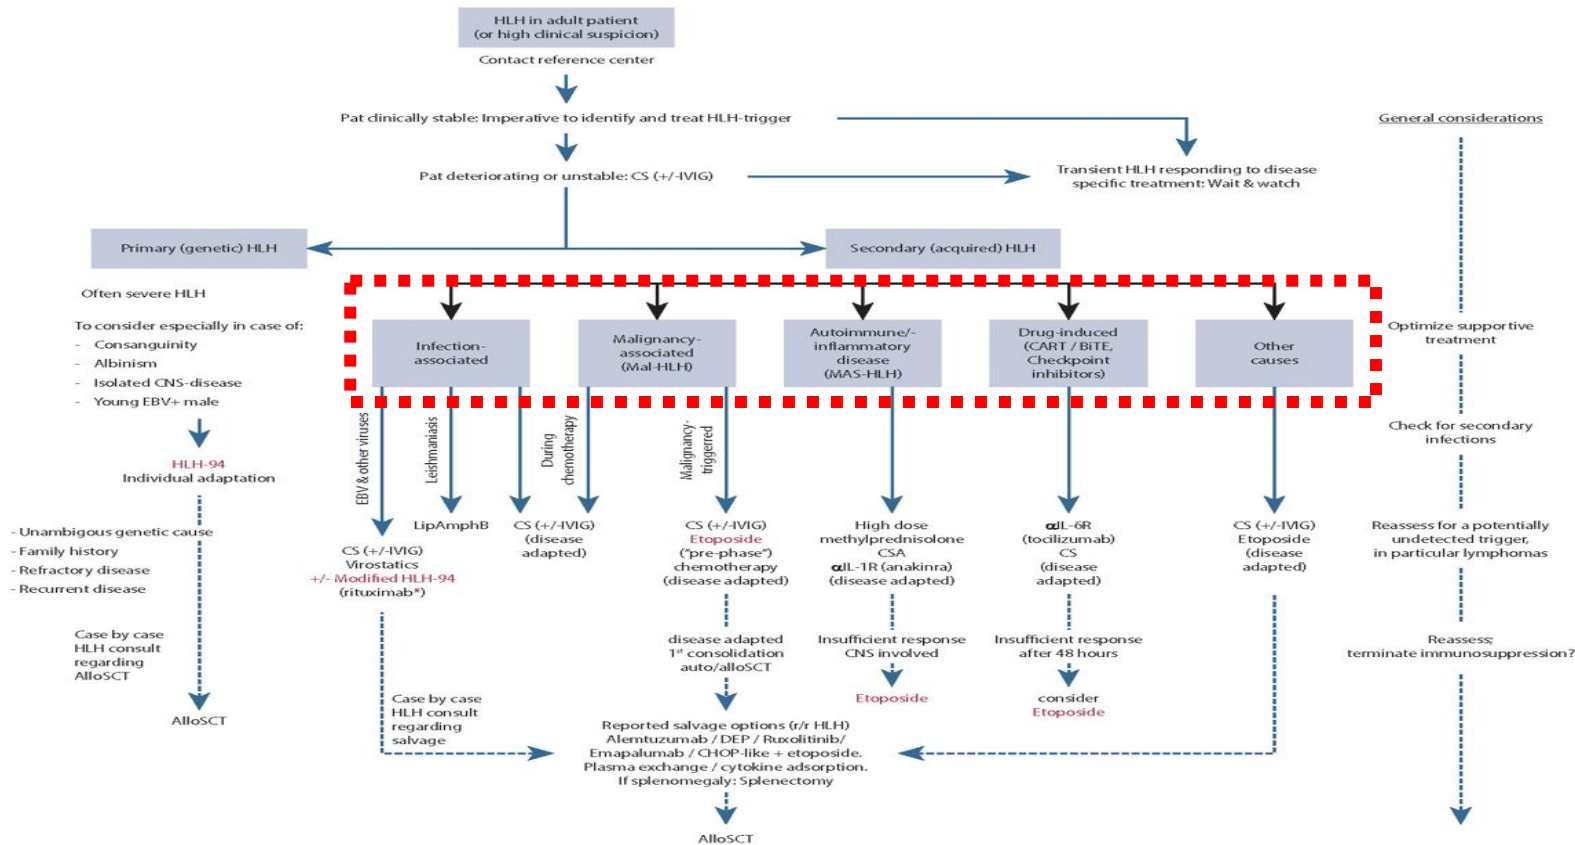 HLH in adult patient
(or high clinical suspicion)
Contact reference center
Pat clinically stable: Imperative to identify and treat HLH-trigger
General considerations
Pat deteriorating or unstable: CS (+/-IVIG)
Transient HLH responding to disease
specific treatment: Wait & watch
Primary (genetic) HLH
Secondary (acquired) HLH
Often severe HLH
To consider especially in case of:
- Consanguinity
- Albinism
- Isolated CNS-disease
- Young EBV+ male
HLH-94
Individual adaptation
- Unambigous genetic cause
- Family history
- Refractory disease
- Recurrent disease
Case by case
HLH consult
regarding
AlloSCT
AlloSCT
Infection-
associated
Malignancy-
associated
(Mal-HLH)
Autoimmune/-
inflammatory
disease
(MAS-HLH)
Drug-induced
(CART / BiTE,
Checkpoint
inhibitors)
Other
causes
EBV & other viruses
Leishmaniasis
During
chemotherapy
Malignancy-
triggerred
CS (+/-IVIG)
Virostatics
+/- Modified HLH-94
(rituximab*)
LipAmphB
CS (+/-IVIG)
(disease
adapted)
CS (+/-IVIG)
Etoposide
("pre-phase")
chemotherapy
(disease adapted)
High dose
methylprednisolone
CSA
αIL-1R (anakinra)
(disease adapted)
αIL-6R
(tocilizumab)
CS
(disease
adapted)
CS (+/-IVIG)
Etoposide
(disease
adapted)
disease adapted
1st consolidation
auto/alloSCT
Insufficient response
CNS involved
Etoposide
Insufficient response
after 48 hours
consider
Etoposide
Case by case
HLH consult
regarding
salvage
Reported salvage options (r/r HLH)
Alemtuzumab / DEP / Ruxolitinib/
Emapalumab / CHOP-like + etoposide.
Plasma exchange / cytokine adsorption.
If splenomegaly: Splenectomy
AlloSCT
Optimize supportive
treatment
Check for secondary
infections
Reassess for a potentially
undetected trigger,
in particular lymphomas
Reassess;
terminate immunosuppression?